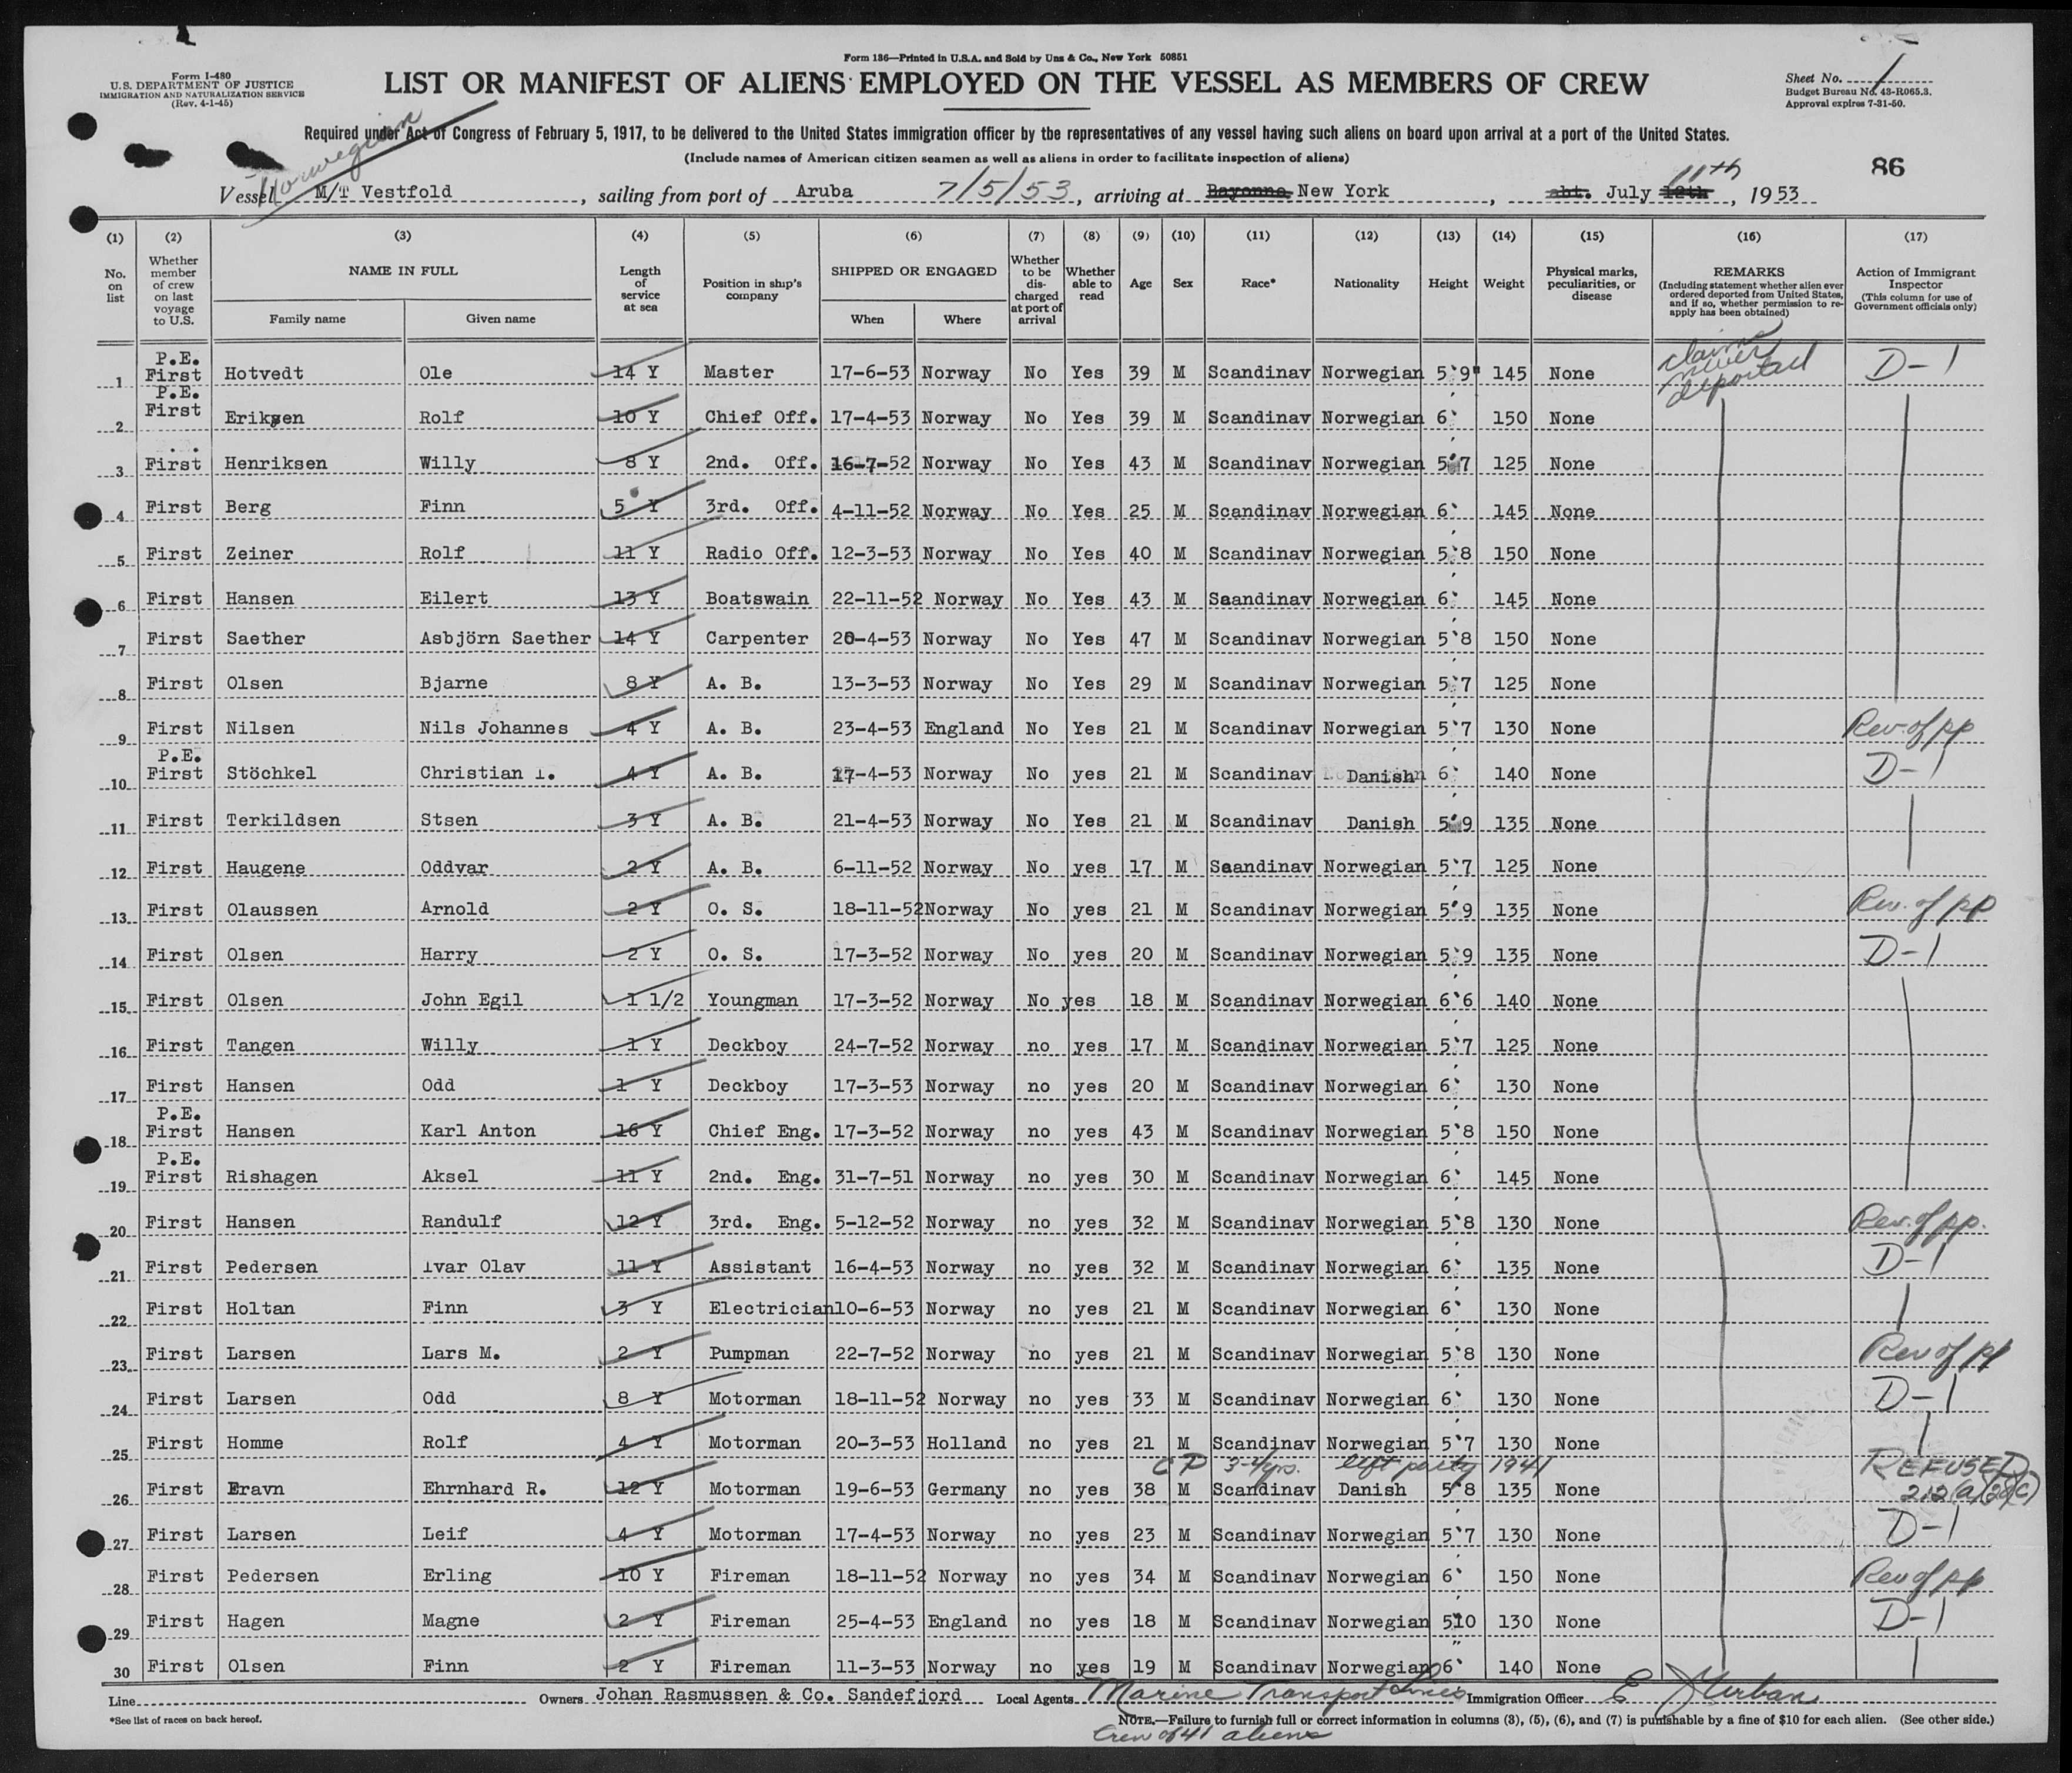 Form 136—Printed in U.S.A. and Sold by Unz & Co., New York 50851
Form I-480
U.S. DEPARTMENT OF JUSTICE
IMMIGRATION AND NATURALIZATION SERVICE
(Rev. 4-1-45)
LIST OR MANIFEST OF ALIENS EMPLOYED ON THE VESSEL AS MEMBERS OF CREW
Sheet No. 1
Budget Bureau No. 43-R065.3.
Approval expires 7-31-50.
Required under Act of Congress of February 5, 1917, to be delivered to the United States immigration officer by the representatives of any vessel having such aliens on board upon arrival at a port of the United States.
(Include names of American citizen seamen as well as aliens in order to facilitate inspection of aliens)
86
Norwegian
Vessel M/T Vestfold, sailing from port of Aruba 7/5/53, arriving at Bayonne New York, abt. July 12th 11th, 1953
(1) (2) (3) (4) (5) (6) (7) (8) (9) (10) (11) (12) (13) (14) (15) (16) (17)
No. on list
Whether member of crew on last voyage to U.S.
NAME IN FULL
Family name Given name
Length of service at sea
Position in ship's company
SHIPPED OR ENGAGED
When Where
Whether to be discharged at port of arrival
Whether able to read
Age Sex Race* Nationality Height Weight
Physical marks, peculiarities, or disease
REMARKS
(Including statement whether alien ever ordered deported from United States, and if so, whether permission to re-apply has been obtained)
Action of Immigrant Inspector
(This column for use of Government officials only)
1 P.E. First Hotvedt Ole 14 Y Master 17-6-53 Norway No Yes 39 M Scandinav Norwegian 5'9" 145 None claims never deported D-1
2 P.E. First Eriksen Rolf 10 Y Chief Off. 17-4-53 Norway No Yes 39 M Scandinav Norwegian 6' 150 None
3 First Henriksen Willy 8 Y 2nd. Off. 16-7-52 Norway No Yes 43 M Scandinav Norwegian 5'7 125 None
4 First Berg Finn 5 Y 3rd. Off. 4-11-52 Norway No Yes 25 M Scandinav Norwegian 6' 145 None
5 First Zeiner Rolf 11 Y Radio Off. 12-3-53 Norway No Yes 40 M Scandinav Norwegian 5'8 150 None
6 First Hansen Eilert 13 Y Boatswain 22-11-52 Norway No Yes 43 M Saandinav Norwegian 6' 145 None
7 First Saether Asbjörn Saether 14 Y Carpenter 20-4-53 Norway No Yes 47 M Scandinav Norwegian 5'8 150 None
8 First Olsen Bjarne 8 Y A. B. 13-3-53 Norway No Yes 29 M Scandinav Norwegian 5'7 125 None
9 First Nilsen Nils Johannes 4 Y A. B. 23-4-53 England No Yes 21 M Scandinav Norwegian 5'7 130 None Rev. of pp
10 P.E. First Stöchkel Christian I. 4 Y A. B. 17-4-53 Norway No yes 21 M Scandinav Danish 6' 140 None D-1
11 First Terkildsen Stsen 3 Y A. B. 21-4-53 Norway No Yes 21 M Scandinav Danish 5'9 135 None
12 First Haugene Oddvar 2 Y A. B. 6-11-52 Norway No yes 17 M Saandinav Norwegian 5'7 125 None
13 First Olaussen Arnold 2 Y O. S. 18-11-52 Norway No yes 21 M Scandinav Norwegian 5'9 135 None Rev. of pp
14 First Olsen Harry 2 Y O. S. 17-3-52 Norway No yes 20 M Scandinav Norwegian 5'9 135 None D-1
15 First Olsen John Egil 1 1/2 Youngman 17-3-52 Norway No yes 18 M Scandinav Norwegian 6'6 140 None
16 First Tangen Willy 1 Y Deckboy 24-7-52 Norway no yes 17 M Scandinav Norwegian 5'7 125 None
17 First Hansen Odd 1 Y Deckboy 17-3-53 Norway no yes 20 M Scandinav Norwegian 6' 130 None
18 P.E. First Hansen Karl Anton 16 Y Chief Eng. 17-3-52 Norway no yes 43 M Scandinav Norwegian 5'8 150 None
19 P.E. First Rishagen Aksel 11 Y 2nd. Eng. 31-7-51 Norway no yes 30 M Scandinav Norwegian 6' 145 None
20 First Hansen Randulf 12 Y 3rd. Eng. 5-12-52 Norway no yes 32 M Scandinav Norwegian 5'8 130 None Rev. of pp.
21 First Pedersen Ivar Olav 11 Y Assistant 16-4-53 Norway no yes 32 M Scandinav Norwegian 6' 135 None D-1
22 First Holtan Finn 3 Y Electrician 10-6-53 Norway no yes 21 M Scandinav Norwegian 6' 130 None
23 First Larsen Lars M. 2 Y Pumpman 22-7-52 Norway no yes 21 M Scandinav Norwegian 5'8 130 None Rev of pp
24 First Larsen Odd 8 Y Motorman 18-11-52 Norway no yes 33 M Scandinav Norwegian 6' 130 None D-1
25 First Homme Rolf 4 Y Motorman 20-3-53 Holland no yes 21 M Scandinav Norwegian 5'7 130 None
CP 3-4 yrs. left party 1941
26 First Eravn Ehrnhard R. 12 Y Motorman 19-6-53 Germany no yes 38 M Scandinav Danish 5'8 135 None REFUSED 212(a)(28)(C)
27 First Larsen Leif 4 Y Motorman 17-4-53 Norway no yes 23 M Scandinav Norwegian 5'7 130 None D-1
28 First Pedersen Erling 10 Y Fireman 18-11-52 Norway no yes 34 M Scandinav Norwegian 6' 150 None Rev of pp
29 First Hagen Magne 2 Y Fireman 25-4-53 England no yes 18 M Scandinav Norwegian 5'10 130 None D-1
30 First Olsen Finn 2 Y Fireman 11-3-53 Norway no yes 19 M Scandinav Norwegian 6' 140 None
Line Owners Johan Rasmussen & Co. Sandefjord Local Agents Marine Transport Lines Immigration Officer E J Urban
*See list of races on back hereof.
NOTE.—Failure to furnish full or correct information in columns (3), (5), (6), and (7) is punishable by a fine of $10 for each alien. (See other side.)
Crew of 41 aliens